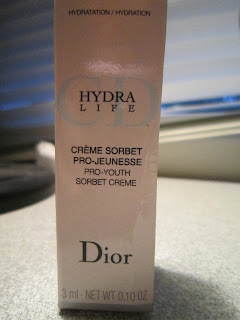 HYDRATATION / HYDRATION
CD
HYDRA
LIFE
CRÈME SORBET
PRO-JEUNESSE
PRO-YOUTH
SORBET CREME
Dior
3 ml - NET WT 0.10 OZ